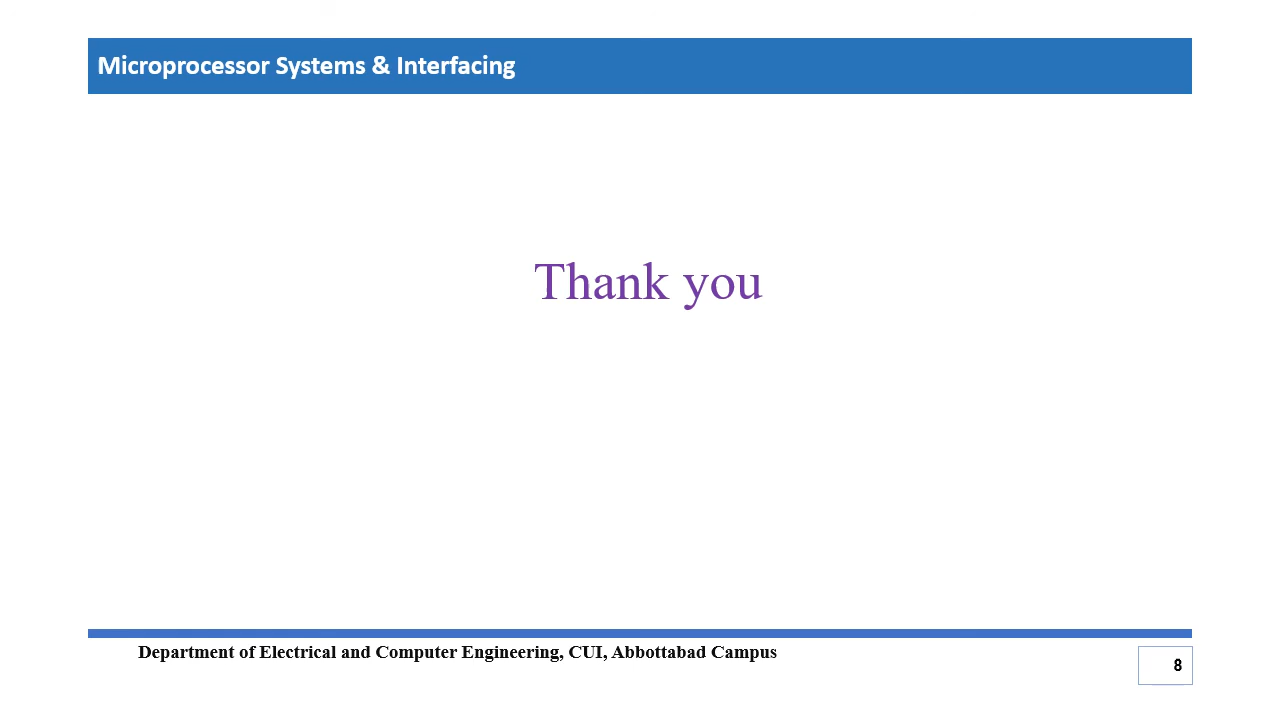 Microprocessor Systems & Interfacing
Thank you
Department of Electrical and Computer Engineering, CUI, Abbottabad Campus
8